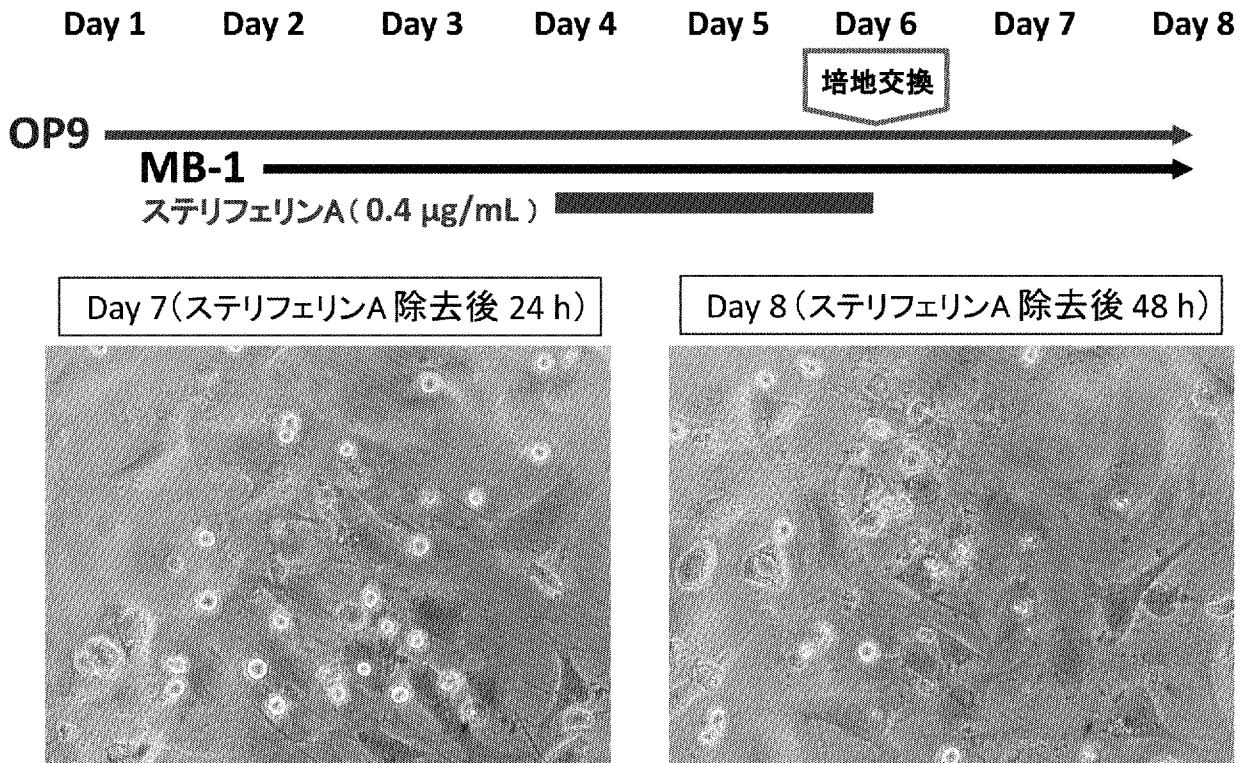 Day 1 Day 2 Day 3 Day 4 Day 5 Day 6 Day 7 Day 8
培地交換
OP9
MB-1
ステリフェリンA(0.4 μg/mL)
Day 7(ステリフェリンA 除去後 24 h)
Day 8(ステリフェリンA 除去後 48 h)